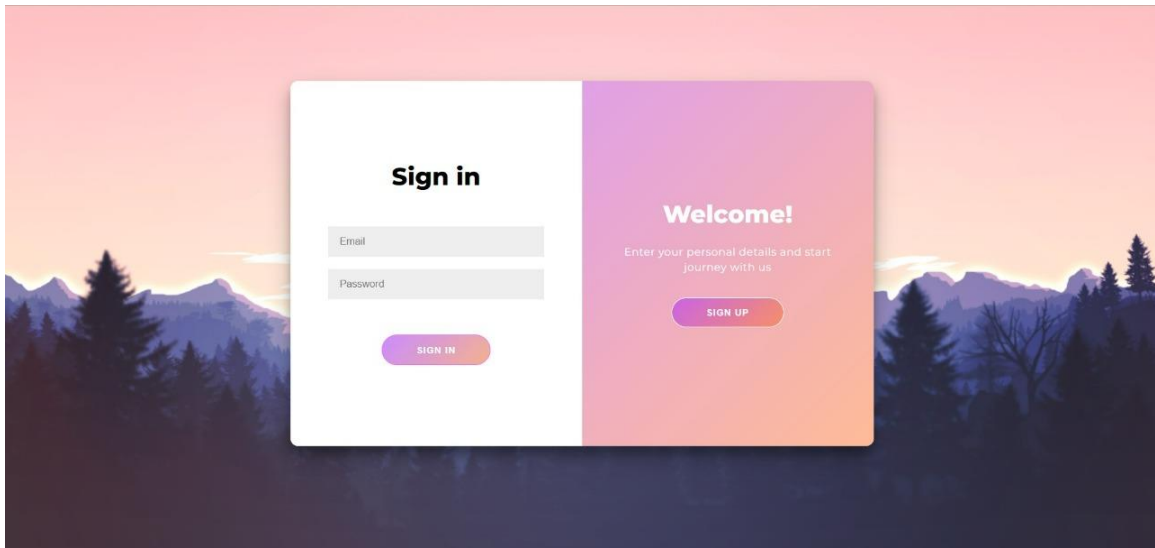 Sign in
Email
Password
SIGN IN
Welcome!
Enter your personal details and start
journey with us
SIGN UP